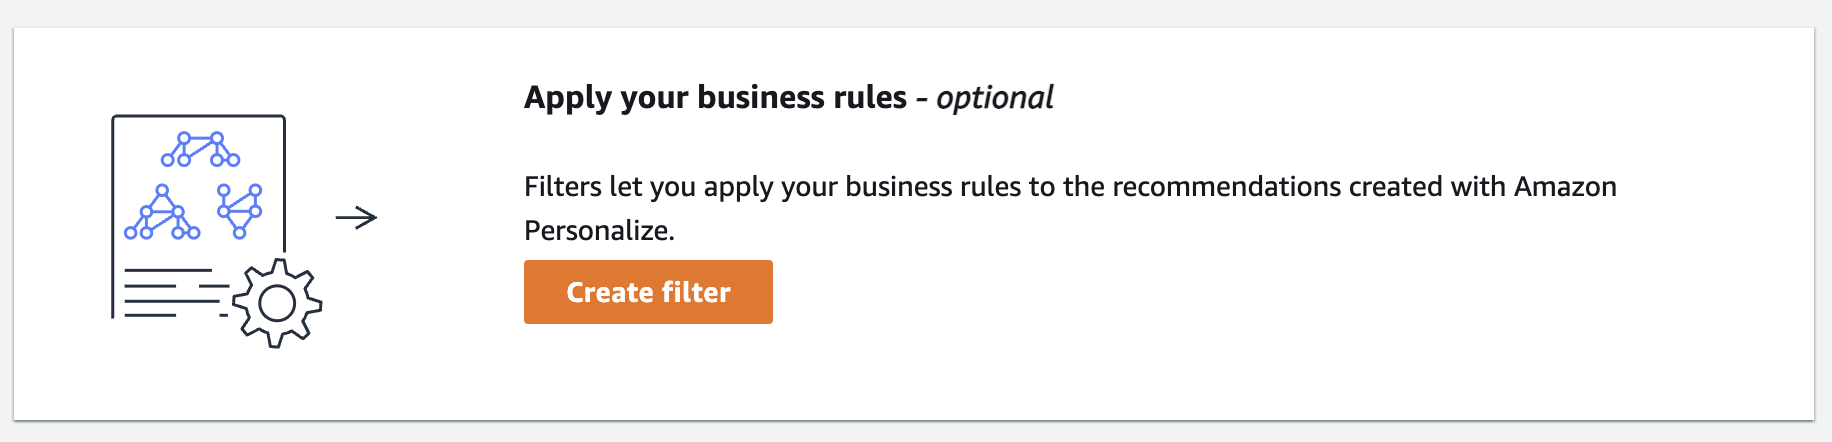 Apply your business rules - optional
Filters let you apply your business rules to the recommendations created with Amazon
Personalize.
Create filter